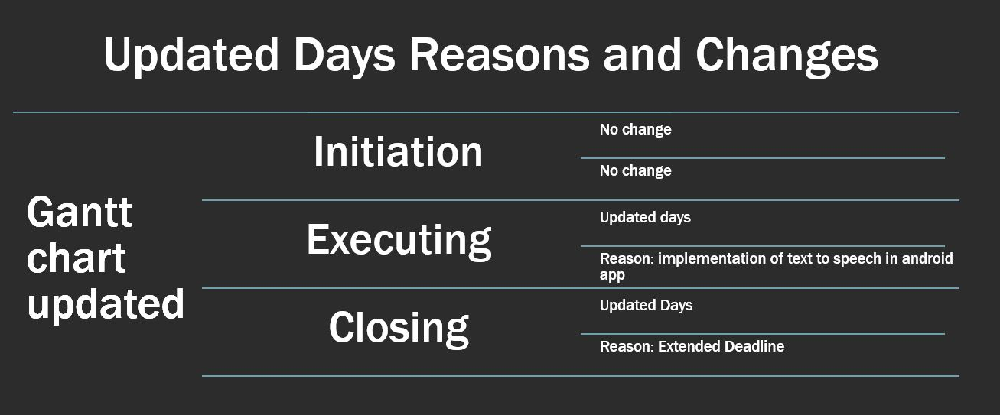 Updated Days Reasons and Changes
Gantt
chart
updated
Initiation
No change
No change
Executing
Updated days
Reason: implementation of text to speech in android
app
Closing
Updated Days
Reason: Extended Deadline